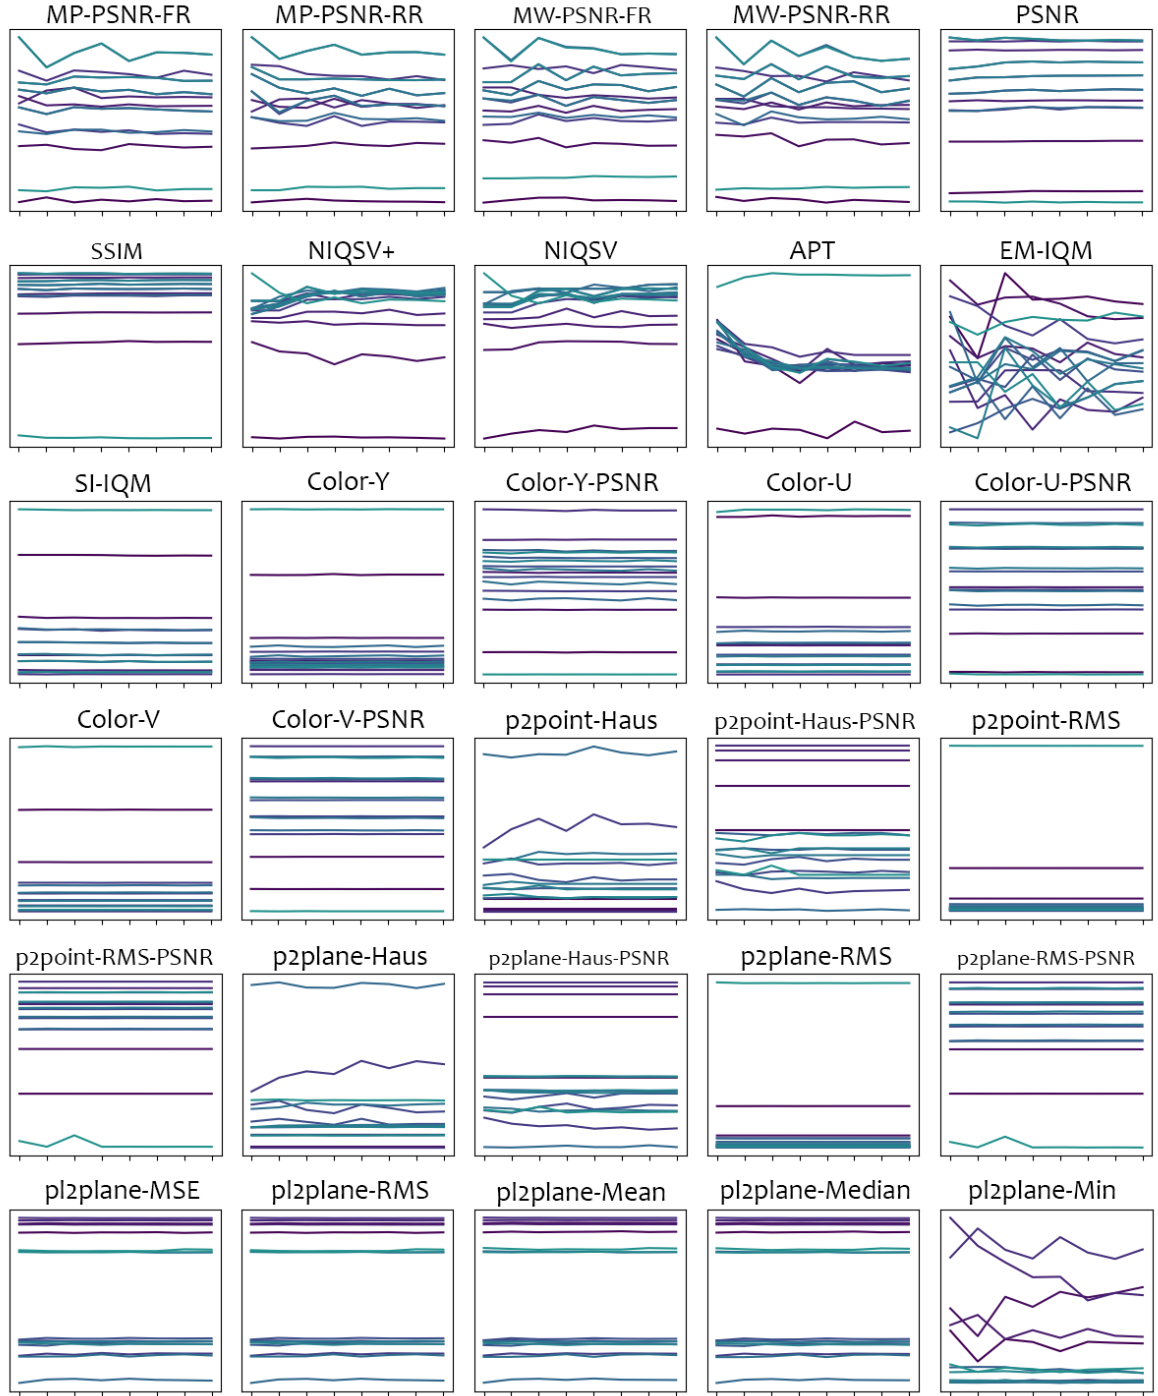 MP-PSNR-FR MP-PSNR-RR MW-PSNR-FR MW-PSNR-RR PSNR
SSIM NIQSV+ NIQSV APT EM-IQM
SI-IQM Color-Y Color-Y-PSNR Color-U Color-U-PSNR
Color-V Color-V-PSNR p2point-Haus p2point-Haus-PSNR p2point-RMS
p2point-RMS-PSNR p2plane-Haus p2plane-Haus-PSNR p2plane-RMS p2plane-RMS-PSNR
pl2plane-MSE pl2plane-RMS pl2plane-Mean pl2plane-Median pl2plane-Min